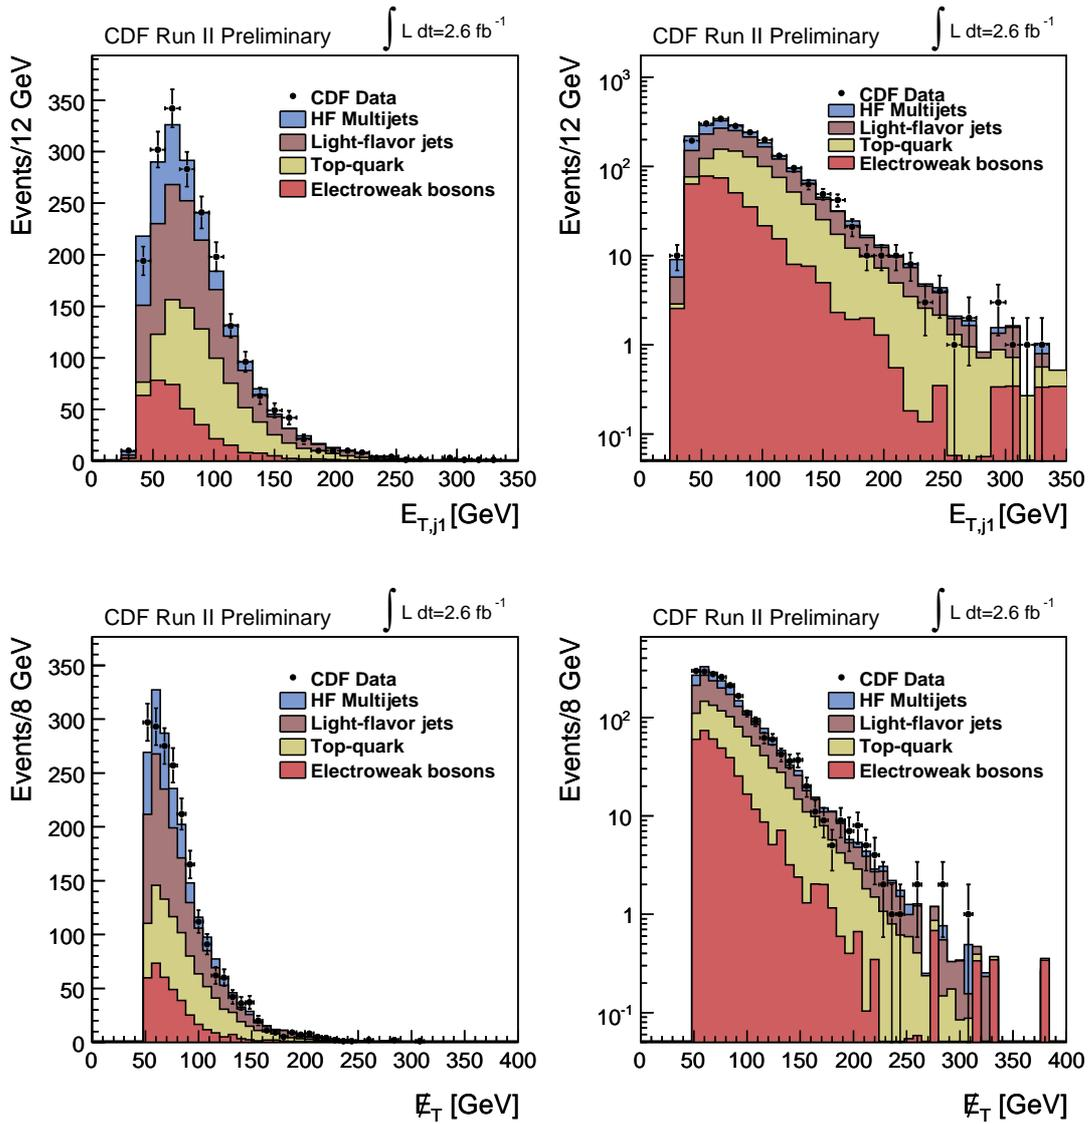 CDF Run II Preliminary ∫ L dt=2.6 fb⁻¹
Events/12 GeV
CDF Data
HF Multijets
Light-flavor jets
Top-quark
Electroweak bosons
350
300
250
200
150
100
50
0
0 50 100 150 200 250 300 350
E_T,j1 [GeV]
CDF Run II Preliminary ∫ L dt=2.6 fb⁻¹
Events/12 GeV
CDF Data
HF Multijets
Light-flavor jets
Top-quark
Electroweak bosons
10³
10²
10
1
10⁻¹
0 50 100 150 200 250 300 350
E_T,j1 [GeV]
CDF Run II Preliminary ∫ L dt=2.6 fb⁻¹
Events/8 GeV
CDF Data
HF Multijets
Light-flavor jets
Top-quark
Electroweak bosons
350
300
250
200
150
100
50
0
0 50 100 150 200 250 300 350 400
E̸_T [GeV]
CDF Run II Preliminary ∫ L dt=2.6 fb⁻¹
Events/8 GeV
CDF Data
HF Multijets
Light-flavor jets
Top-quark
Electroweak bosons
10²
10
1
10⁻¹
0 50 100 150 200 250 300 350 400
E̸_T [GeV]